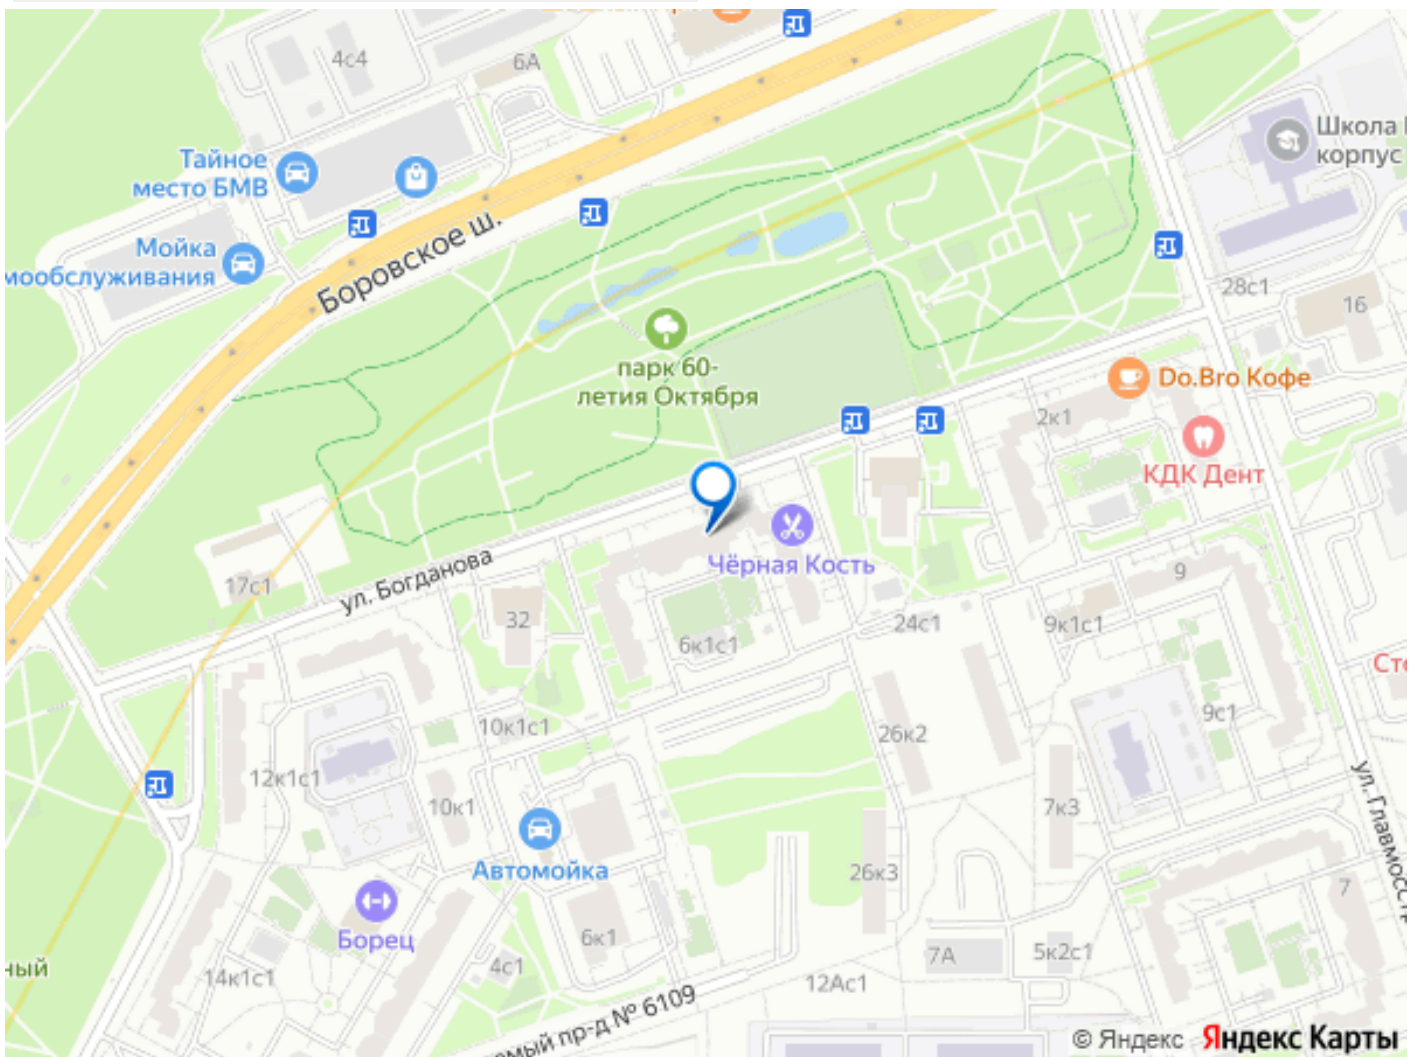 4с4
6А
Тайное
место БМВ
Мойка
мообслуживания
Боровское ш.
Школа
корпус
28с1
16
парк 60-
летия Октября
Do.Bro Кофе
2к1
КДК Дент
Чёрная Кость
17с1
ул. Богданова
32
6к1с1
24с1
9
9к1с1
10к1с1
26к2
9с1
12к1с1
10к1
7к3
ул. Главмосстр
Автомойка
26к3
7
Борец
6к1
ный
14к1с1
4с1
7А
5к2с1
12Ас1
емый пр-д № 6109
© Яндекс Яндекс Карты